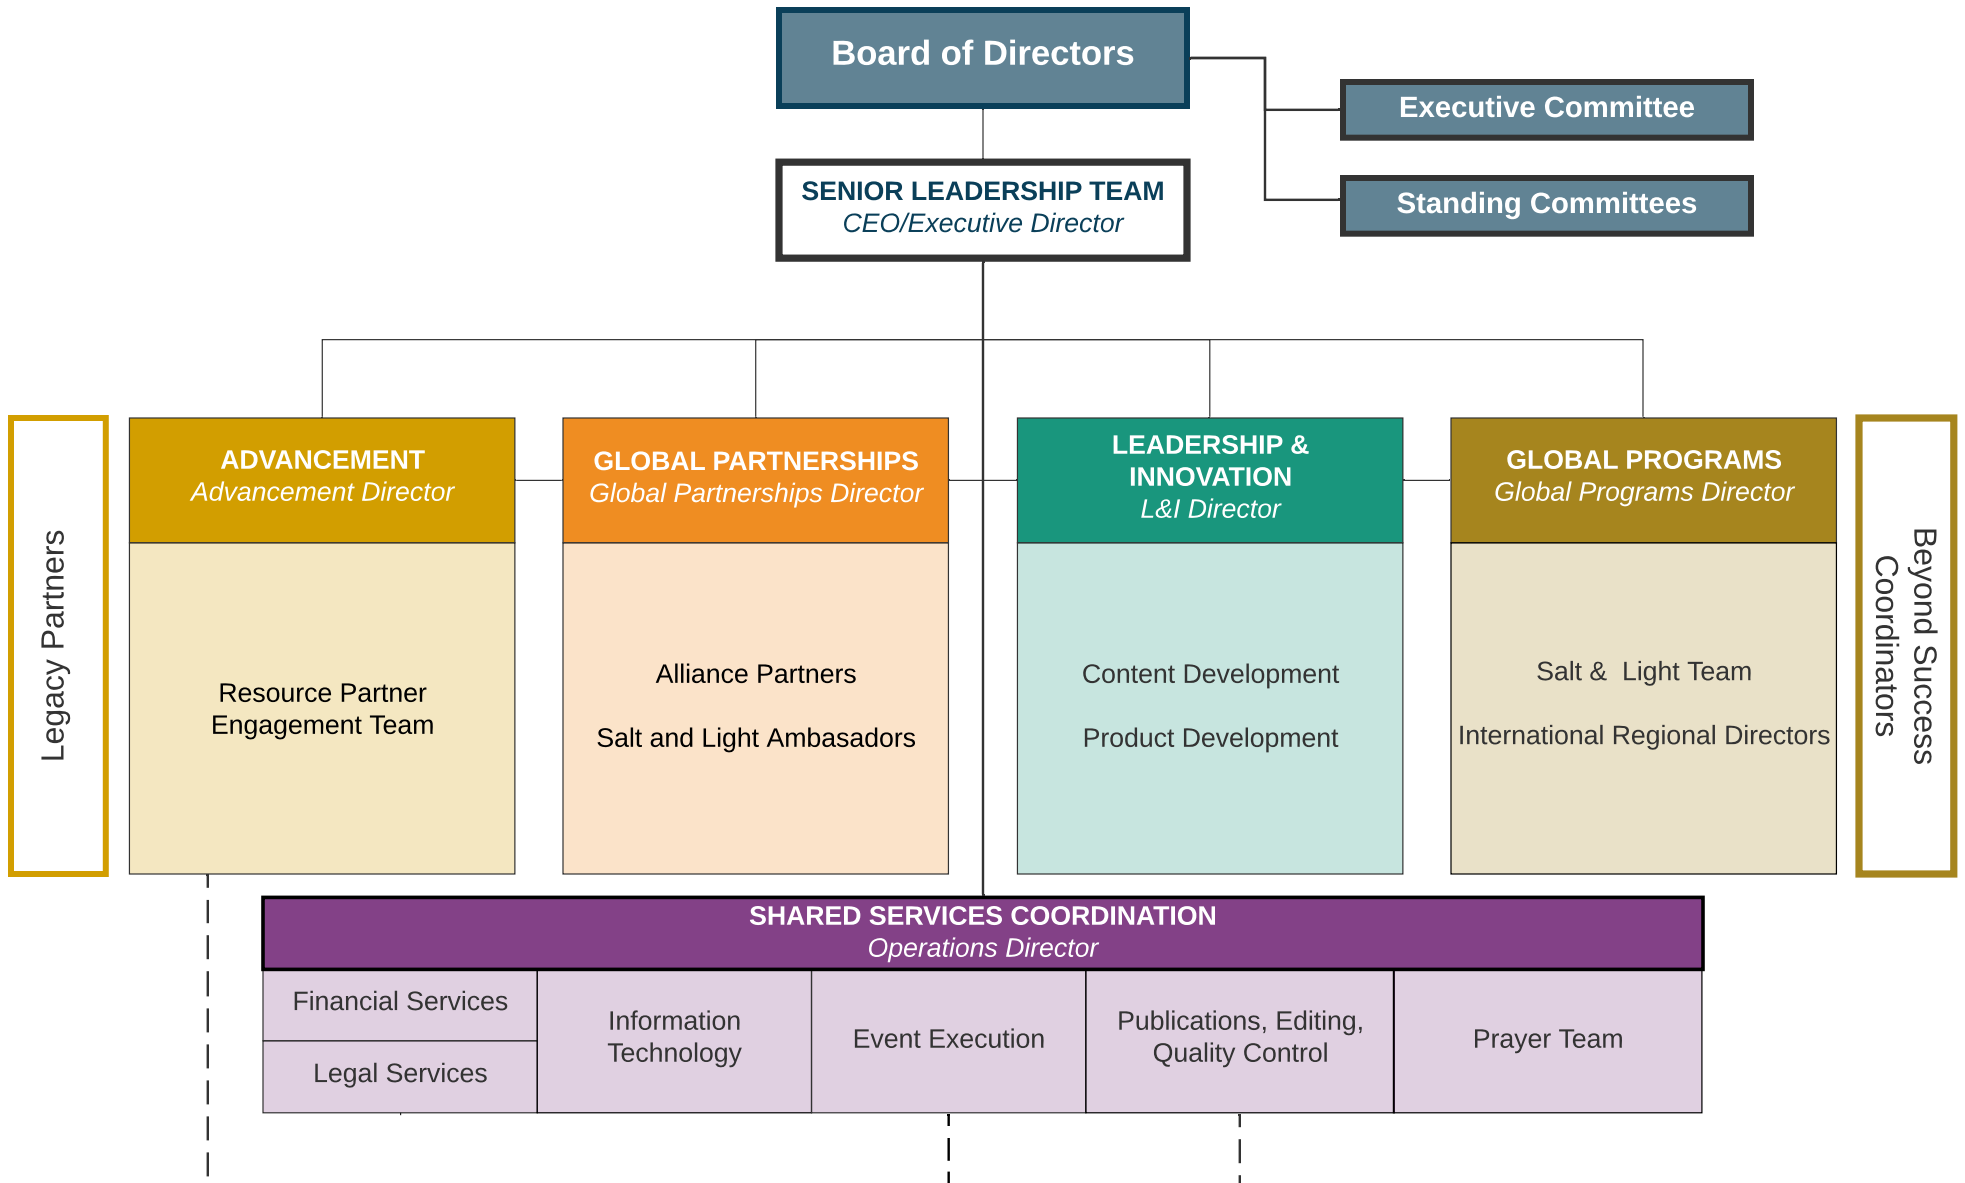 Board of Directors
Executive Committee
Standing Committees
SENIOR LEADERSHIP TEAM
CEO/Executive Director
Legacy Partners
ADVANCEMENT
Advancement Director
Resource Partner
Engagement Team
GLOBAL PARTNERSHIPS
Global Partnerships Director
Alliance Partners
Salt and Light Ambasadors
LEADERSHIP &
INNOVATION
L&I Director
Content Development
Product Development
GLOBAL PROGRAMS
Global Programs Director
Salt &  Light Team
International Regional Directors
Beyond Success
Coordinators
SHARED SERVICES COORDINATION
Operations Director
Financial Services
Legal Services
Information
Technology
Event Execution
Publications, Editing,
Quality Control
Prayer Team